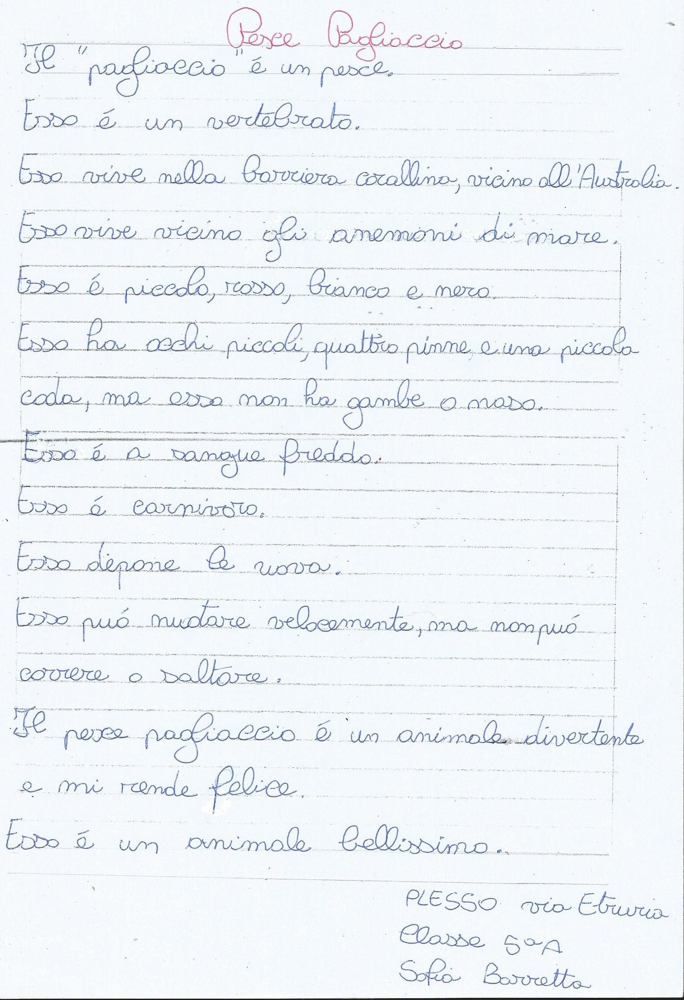 Pesce Pagliaccio
Il "pagliaccio" é un pesce.
Esso é un vertebrato.
Esso vive nella barriera corallina, vicino all'Australia.
Esso vive vicino gli anemoni di mare.
Esso é piccolo, rosso, bianco e nero.
Esso ha occhi piccoli, quattro pinne, e una piccola
coda, ma esso non ha gambe o naso.
Esso é a sangue freddo.
Esso é carnivoro.
Esso depone le uova.
Esso puó nuotare velocemente, ma non puó
correre o saltare.
Il pesce pagliaccio é un animale divertente
e mi rende felice.
Esso é un animale bellissimo.
PLESSO via Etruria
Classe 5ª A
Sofia Barretta